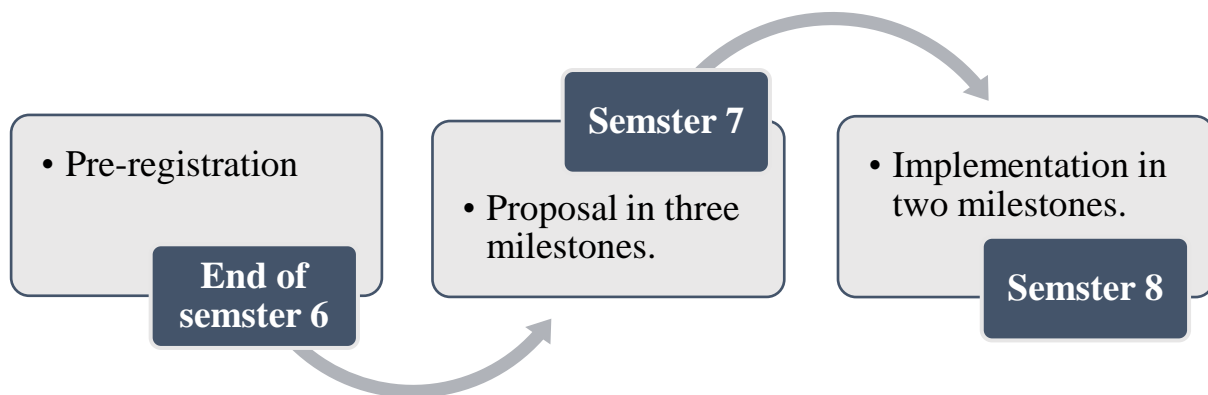 • Pre-registration
End of
semster 6
Semster 7
• Proposal in three
milestones.
• Implementation in
two milestones.
Semster 8